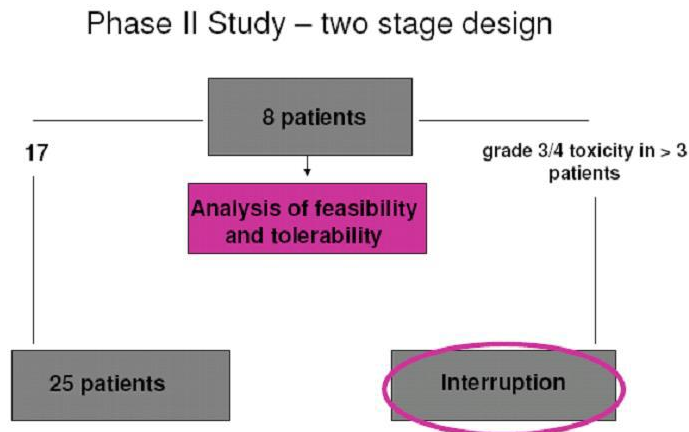 Phase II Study – two stage design
8 patients
17
grade 3/4 toxicity in > 3
patients
Analysis of feasibility
and tolerability
25 patients
Interruption